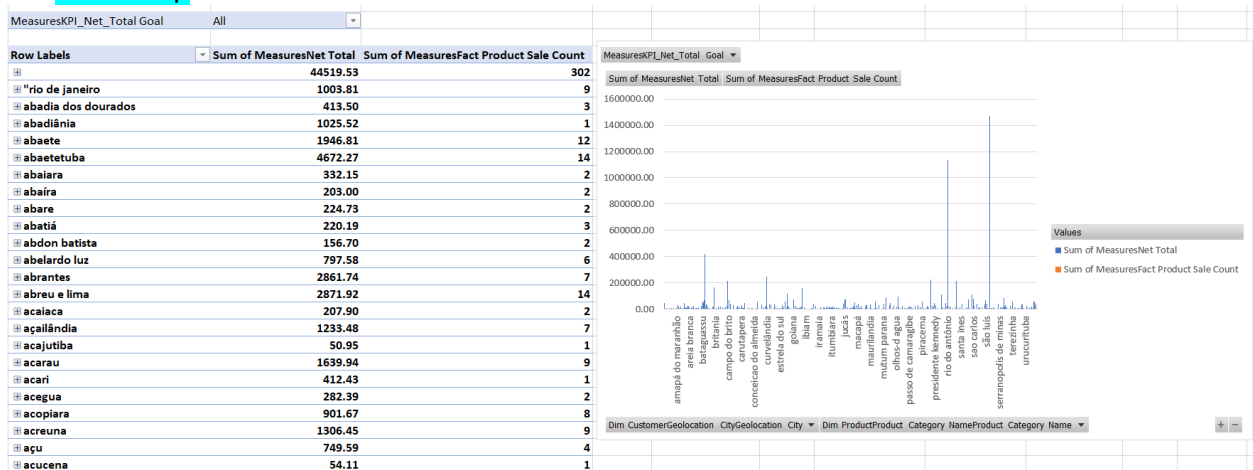 MeasuresKPI_Net_Total Goal All
Row Labels Sum of MeasuresNet Total Sum of MeasuresFact Product Sale Count
44519.53 302
"rio de janeiro 1003.81 9
abadia dos dourados 413.50 3
abadiânia 1025.52 1
abaete 1946.81 12
abaetetuba 4672.27 14
abaiara 332.15 2
abaíra 203.00 2
abare 224.73 2
abatiá 220.19 3
abdon batista 156.70 2
abelardo luz 797.58 6
abrantes 2861.74 7
abreu e lima 2871.92 14
acaiaca 207.90 2
açailândia 1233.48 7
acajutiba 50.95 1
acarau 1639.94 9
acari 412.43 1
acegua 282.39 2
acopiara 901.67 8
acreuna 1306.45 9
açu 749.59 4
acucena 54.11 1
MeasuresKPI_Net_Total Goal
Sum of MeasuresNet Total Sum of MeasuresFact Product Sale Count
1600000.00
1400000.00
1200000.00
1000000.00
800000.00
600000.00
400000.00
200000.00
0.00
amapá do maranhão
areia branca
bataguassu
britania
campo do brito
carutapera
conceicao do almeida
curvelândia
estrela do sul
goiana
ibiam
iramaia
itumbiara
jucás
macapá
maurilandia
mutum parana
olhos-d agua
passo de camaragibe
piracema
presidente kennedy
rio do antônio
santa ines
sao carlos
são luis
serranopolis de minas
terezinha
urucurituba
Values
Sum of MeasuresNet Total
Sum of MeasuresFact Product Sale Count
Dim CustomerGeolocation CityGeolocation City Dim ProductProduct Category NameProduct Category Name